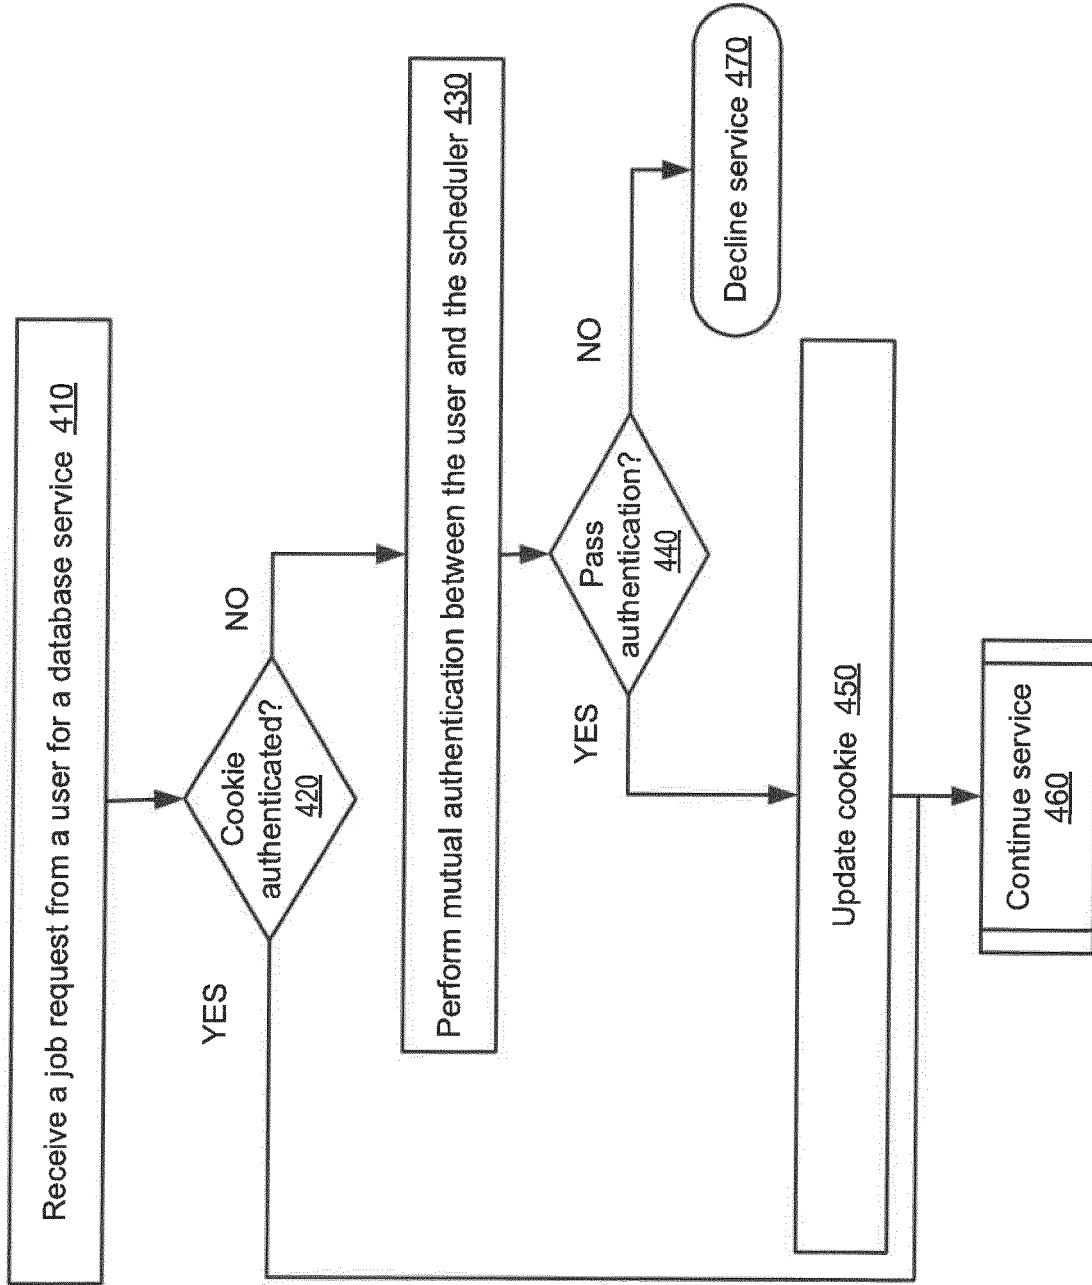 Receive a job request from a user for a database service 410
Cookie
authenticated?
420
YES
NO
Perform mutual authentication between the user and the scheduler 430
Pass
authentication?
440
YES
NO
Update cookie 450
Decline service 470
Continue service
460